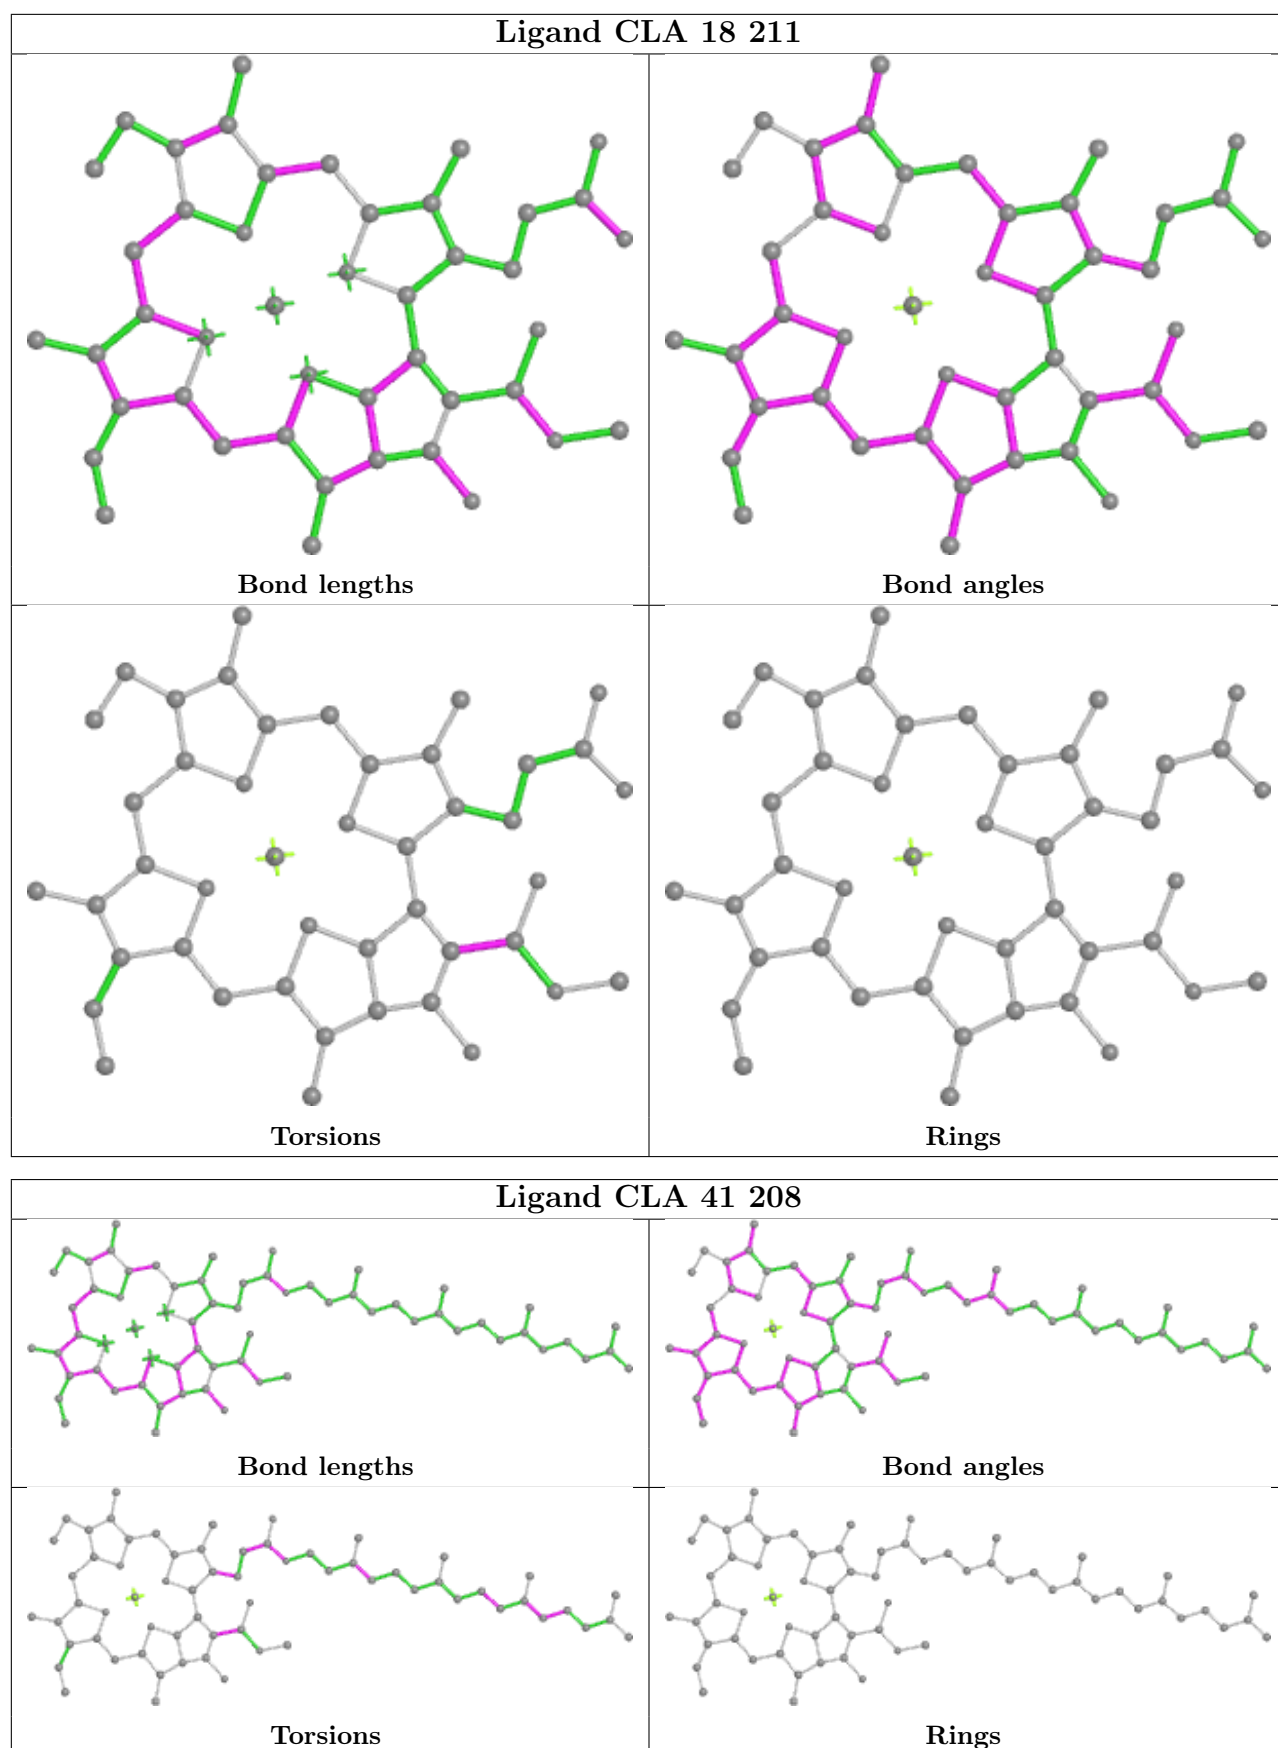 Ligand CLA 18 211
Bond lengths
Bond angles
Torsions
Rings
Ligand CLA 41 208
Bond lengths
Bond angles
Torsions
Rings